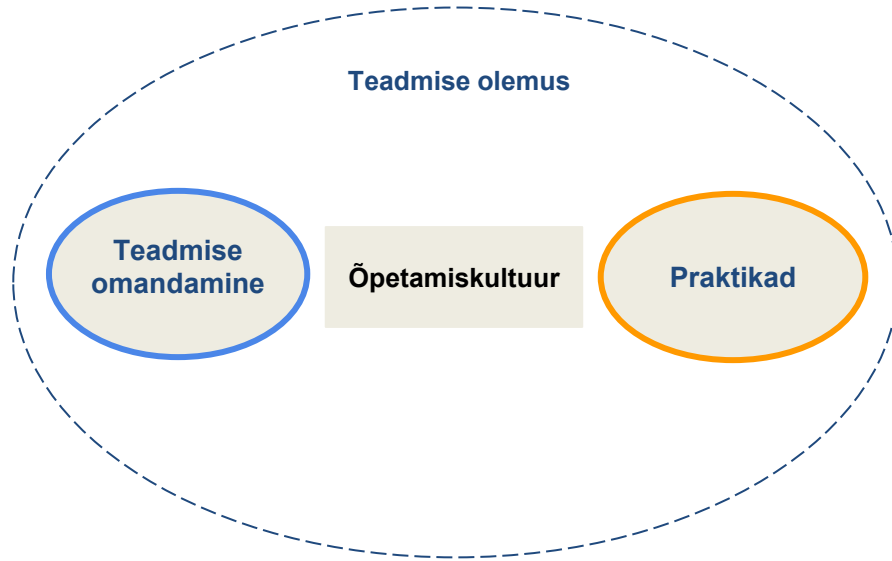 Teadmise olemus
Teadmise
omandamine
Õpetamiskultuur
Praktikad